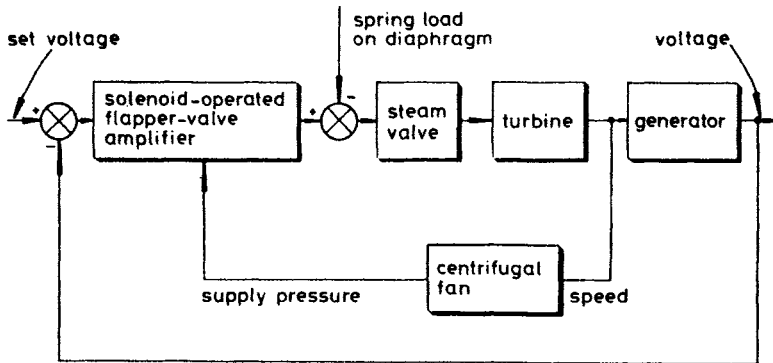 set voltage
spring load
on diaphragm
voltage
+
-
solenoid-operated
flapper-valve
amplifier
+
-
steam
valve
turbine
generator
centrifugal
fan
supply pressure
speed